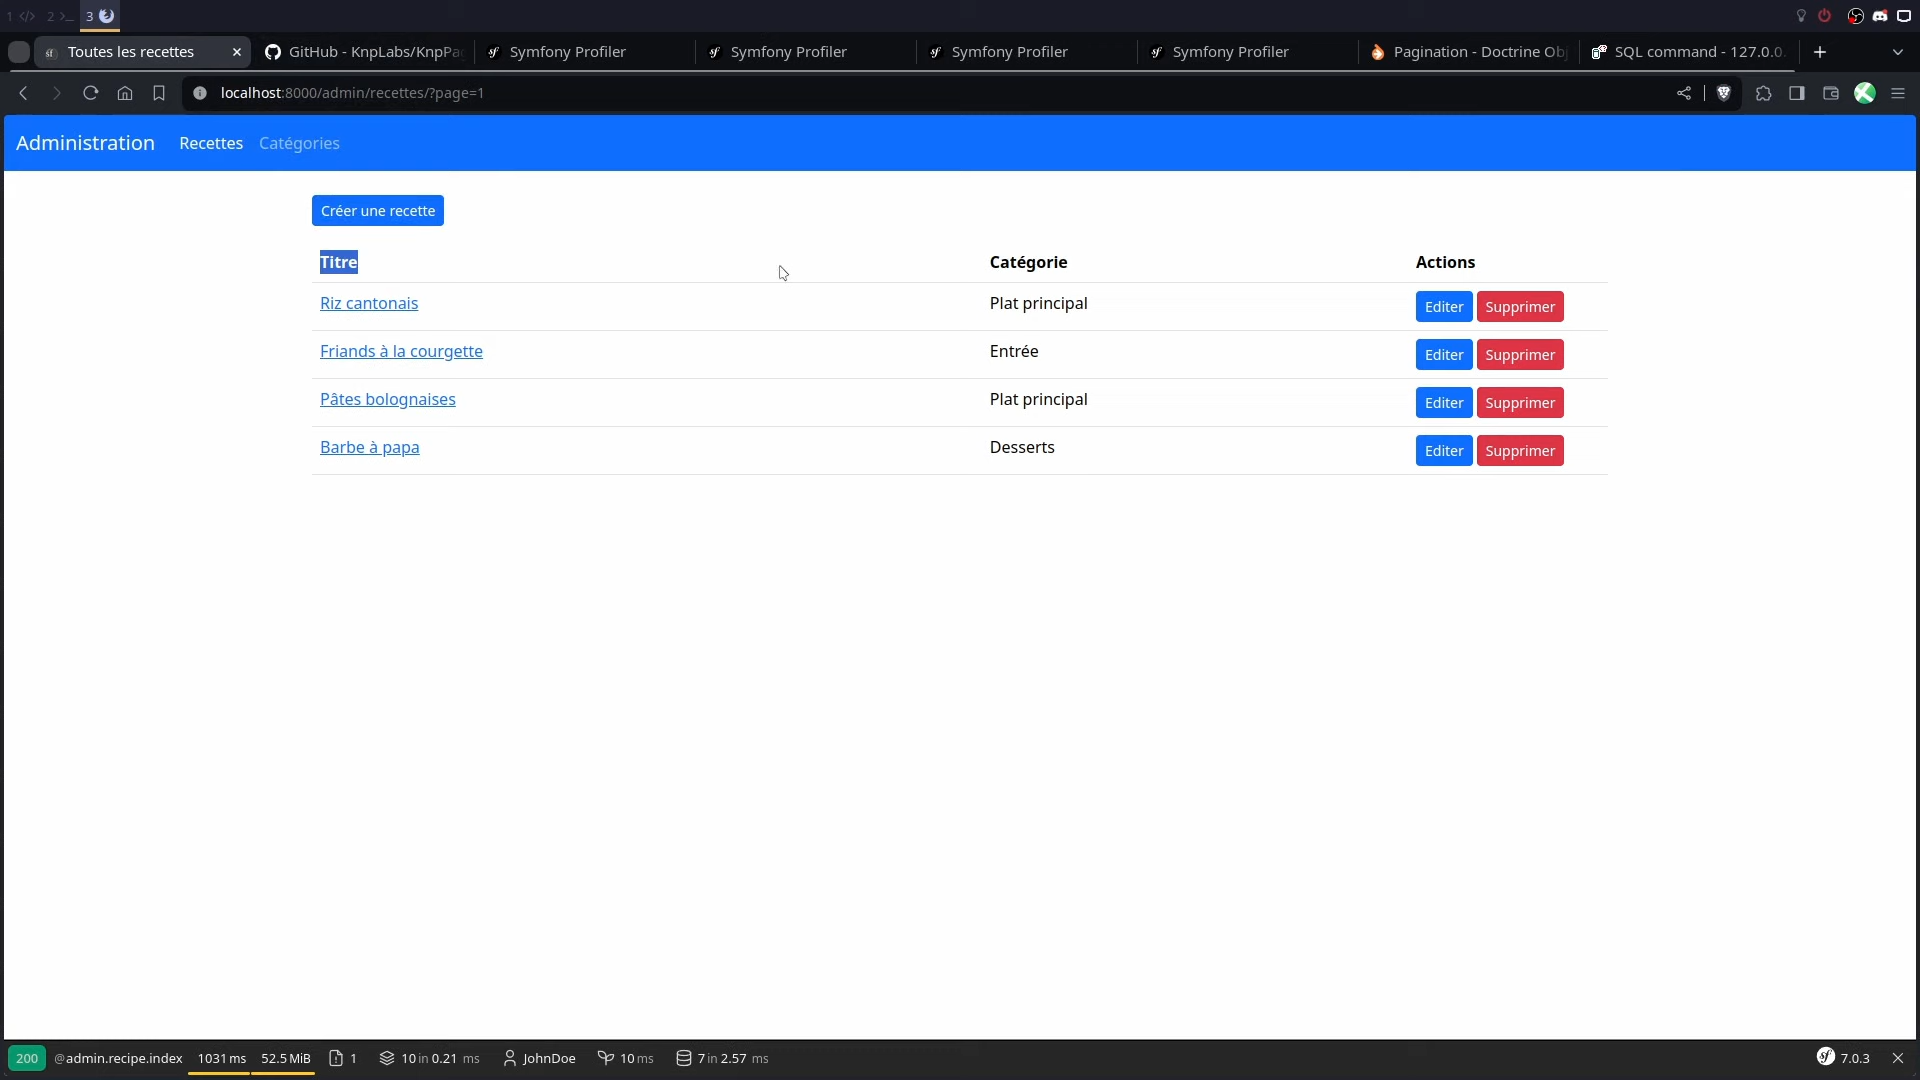 1 2 3
Toutes les recettes GitHub - KnpLabs/KnpPa Symfony Profiler Symfony Profiler Symfony Profiler Symfony Profiler Pagination - Doctrine Ob SQL command - 127.0.0.
localhost:8000/admin/recettes/?page=1
Administration Recettes Catégories
Créer une recette
Titre Catégorie Actions
Riz cantonais Plat principal Editer Supprimer
Friands à la courgette Entrée Editer Supprimer
Pâtes bolognaises Plat principal Editer Supprimer
Barbe à papa Desserts Editer Supprimer
200 @admin.recipe.index 1031 ms 52.5 MiB 1 10 in 0.21 ms JohnDoe 10 ms 7 in 2.57 ms sf 7.0.3